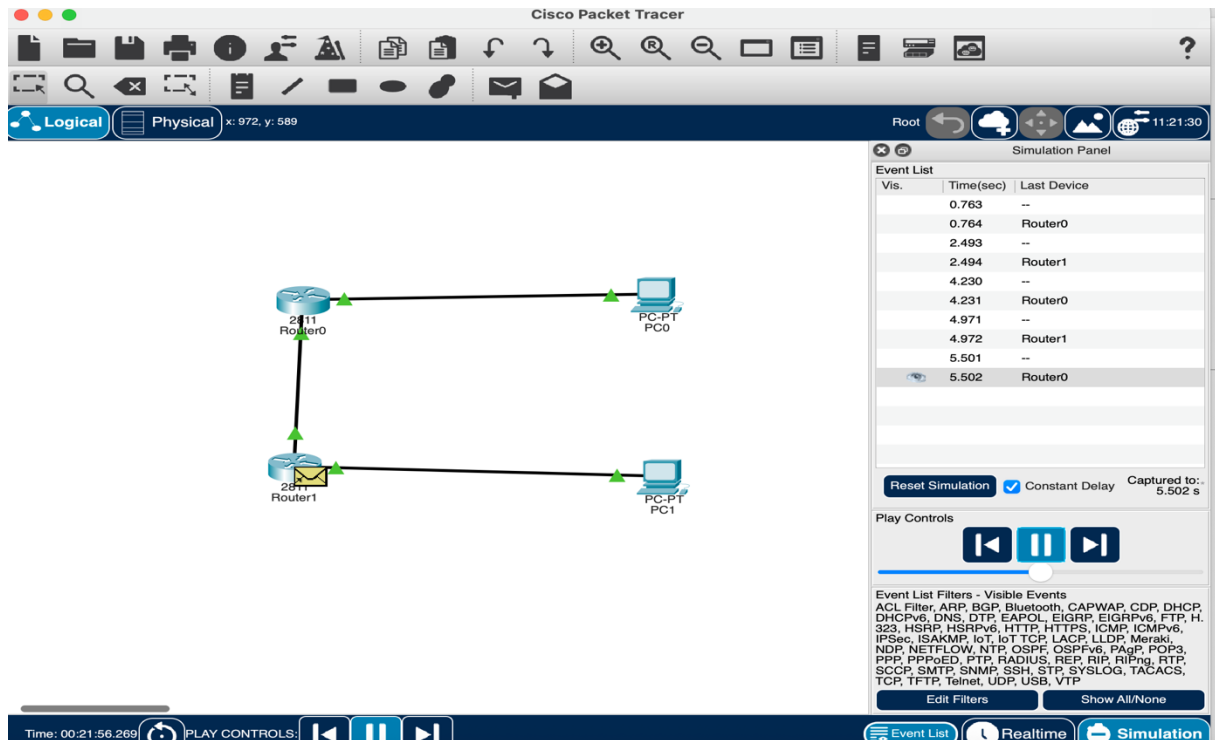 Cisco Packet Tracer
Logical
Physical
x: 972, y: 589
Root
11:21:30
Simulation Panel
Event List
Vis. Time(sec) Last Device
0.763 --
0.764 Router0
2.493 --
2.494 Router1
4.230 --
4.231 Router0
4.971 --
4.972 Router1
5.501 --
5.502 Router0
2811
Router0
PC-PT
PC0
2811
Router1
PC-PT
PC1
Reset Simulation
Constant Delay
Captured to:
5.502 s
Play Controls
Event List Filters - Visible Events
ACL Filter, ARP, BGP, Bluetooth, CAPWAP, CDP, DHCP,
DHCPv6, DNS, DTP, EAPOL, EIGRP, EIGRPv6, FTP, H.
323, HSRP, HSRPv6, HTTP, HTTPS, ICMP, ICMPv6,
IPSec, ISAKMP, IoT, IoT TCP, LACP, LLDP, Meraki,
NDP, NETFLOW, NTP, OSPF, OSPFv6, PAgP, POP3,
PPP, PPPoED, PTP, RADIUS, REP, RIP, RIPng, RTP,
SCCP, SMTP, SNMP, SSH, STP, SYSLOG, TACACS,
TCP, TFTP, Telnet, UDP, USB, VTP
Edit Filters
Show All/None
Time: 00:21:56.269
PLAY CONTROLS:
Event List
Realtime
Simulation